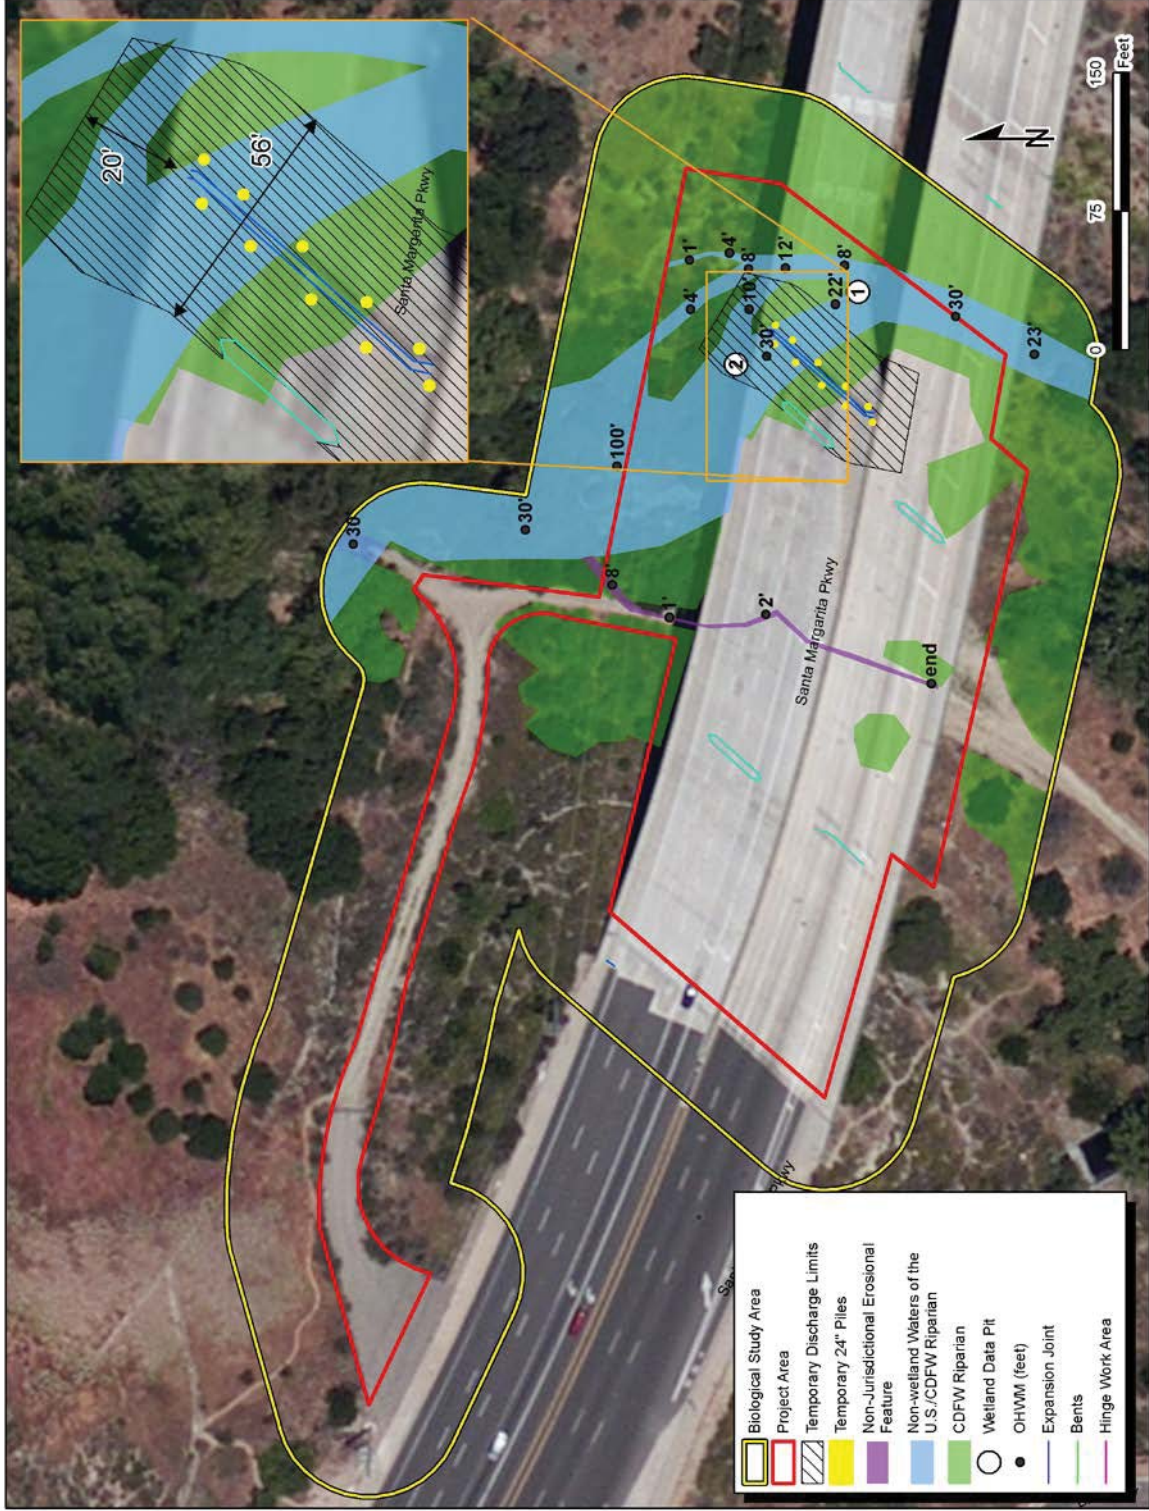 20'
56'
Santa Margarita Pkwy
30'
30'
100'
8'
1'
2'
end
1'
4'
4'
8'
10'
12'
30'
2
22'
8'
1
30'
23'
Santa Margarita Pkwy
N
0 75 150
Feet
Pkwy
Biological Study Area
Project Area
Temporary Discharge Limits
Temporary 24" Piles
Non-Jurisdictional Erosional
Feature
Non-wetland Waters of the
U.S./CDFW Riparian
CDFW Riparian
Wetland Data Pit
OHWM (feet)
Expansion Joint
Bents
Hinge Work Area